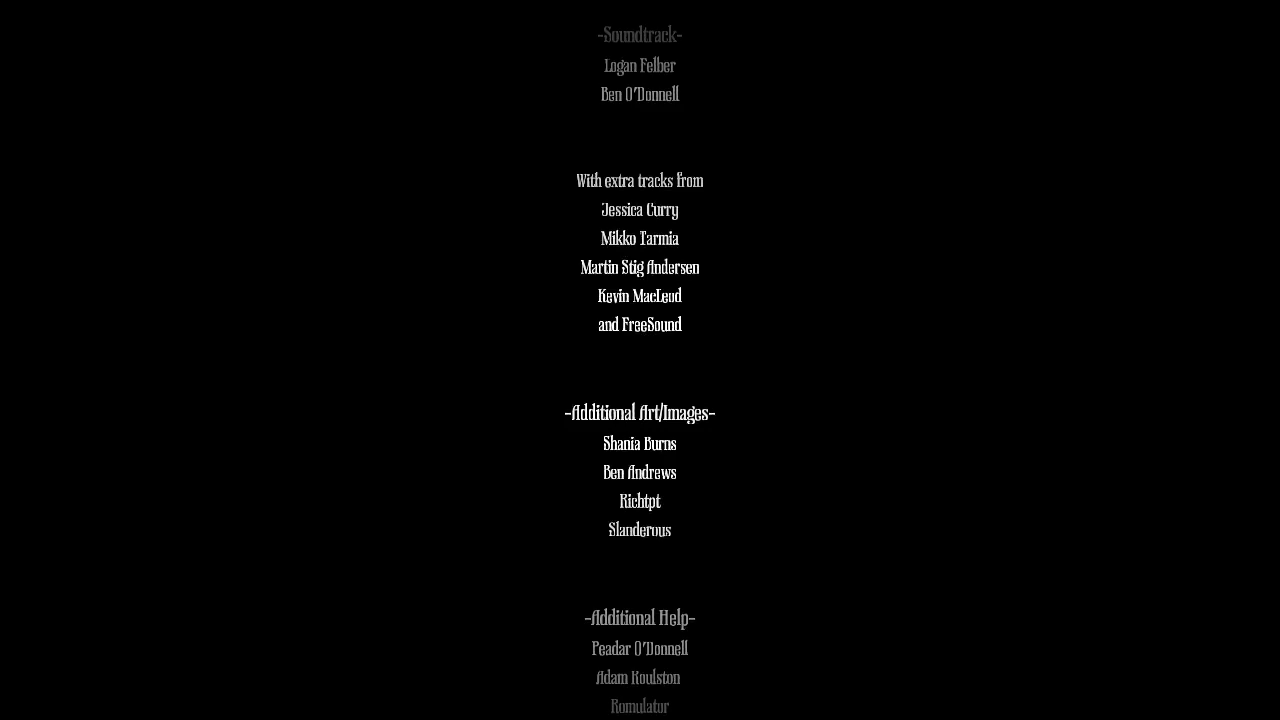 -Soundtrack-
Logan Felber
Ben O'Donnell
With extra tracks from
Jessica Curry
Mikko Tarmia
Martin Stig Andersen
Kevin MacLeod
and FreeSound
-Additional Art/Images-
Shania Burns
Ben Andrews
Richtpt
Slanderous
-Additional Help-
Peadar O'Donnell
Adam Roulston
Romulator